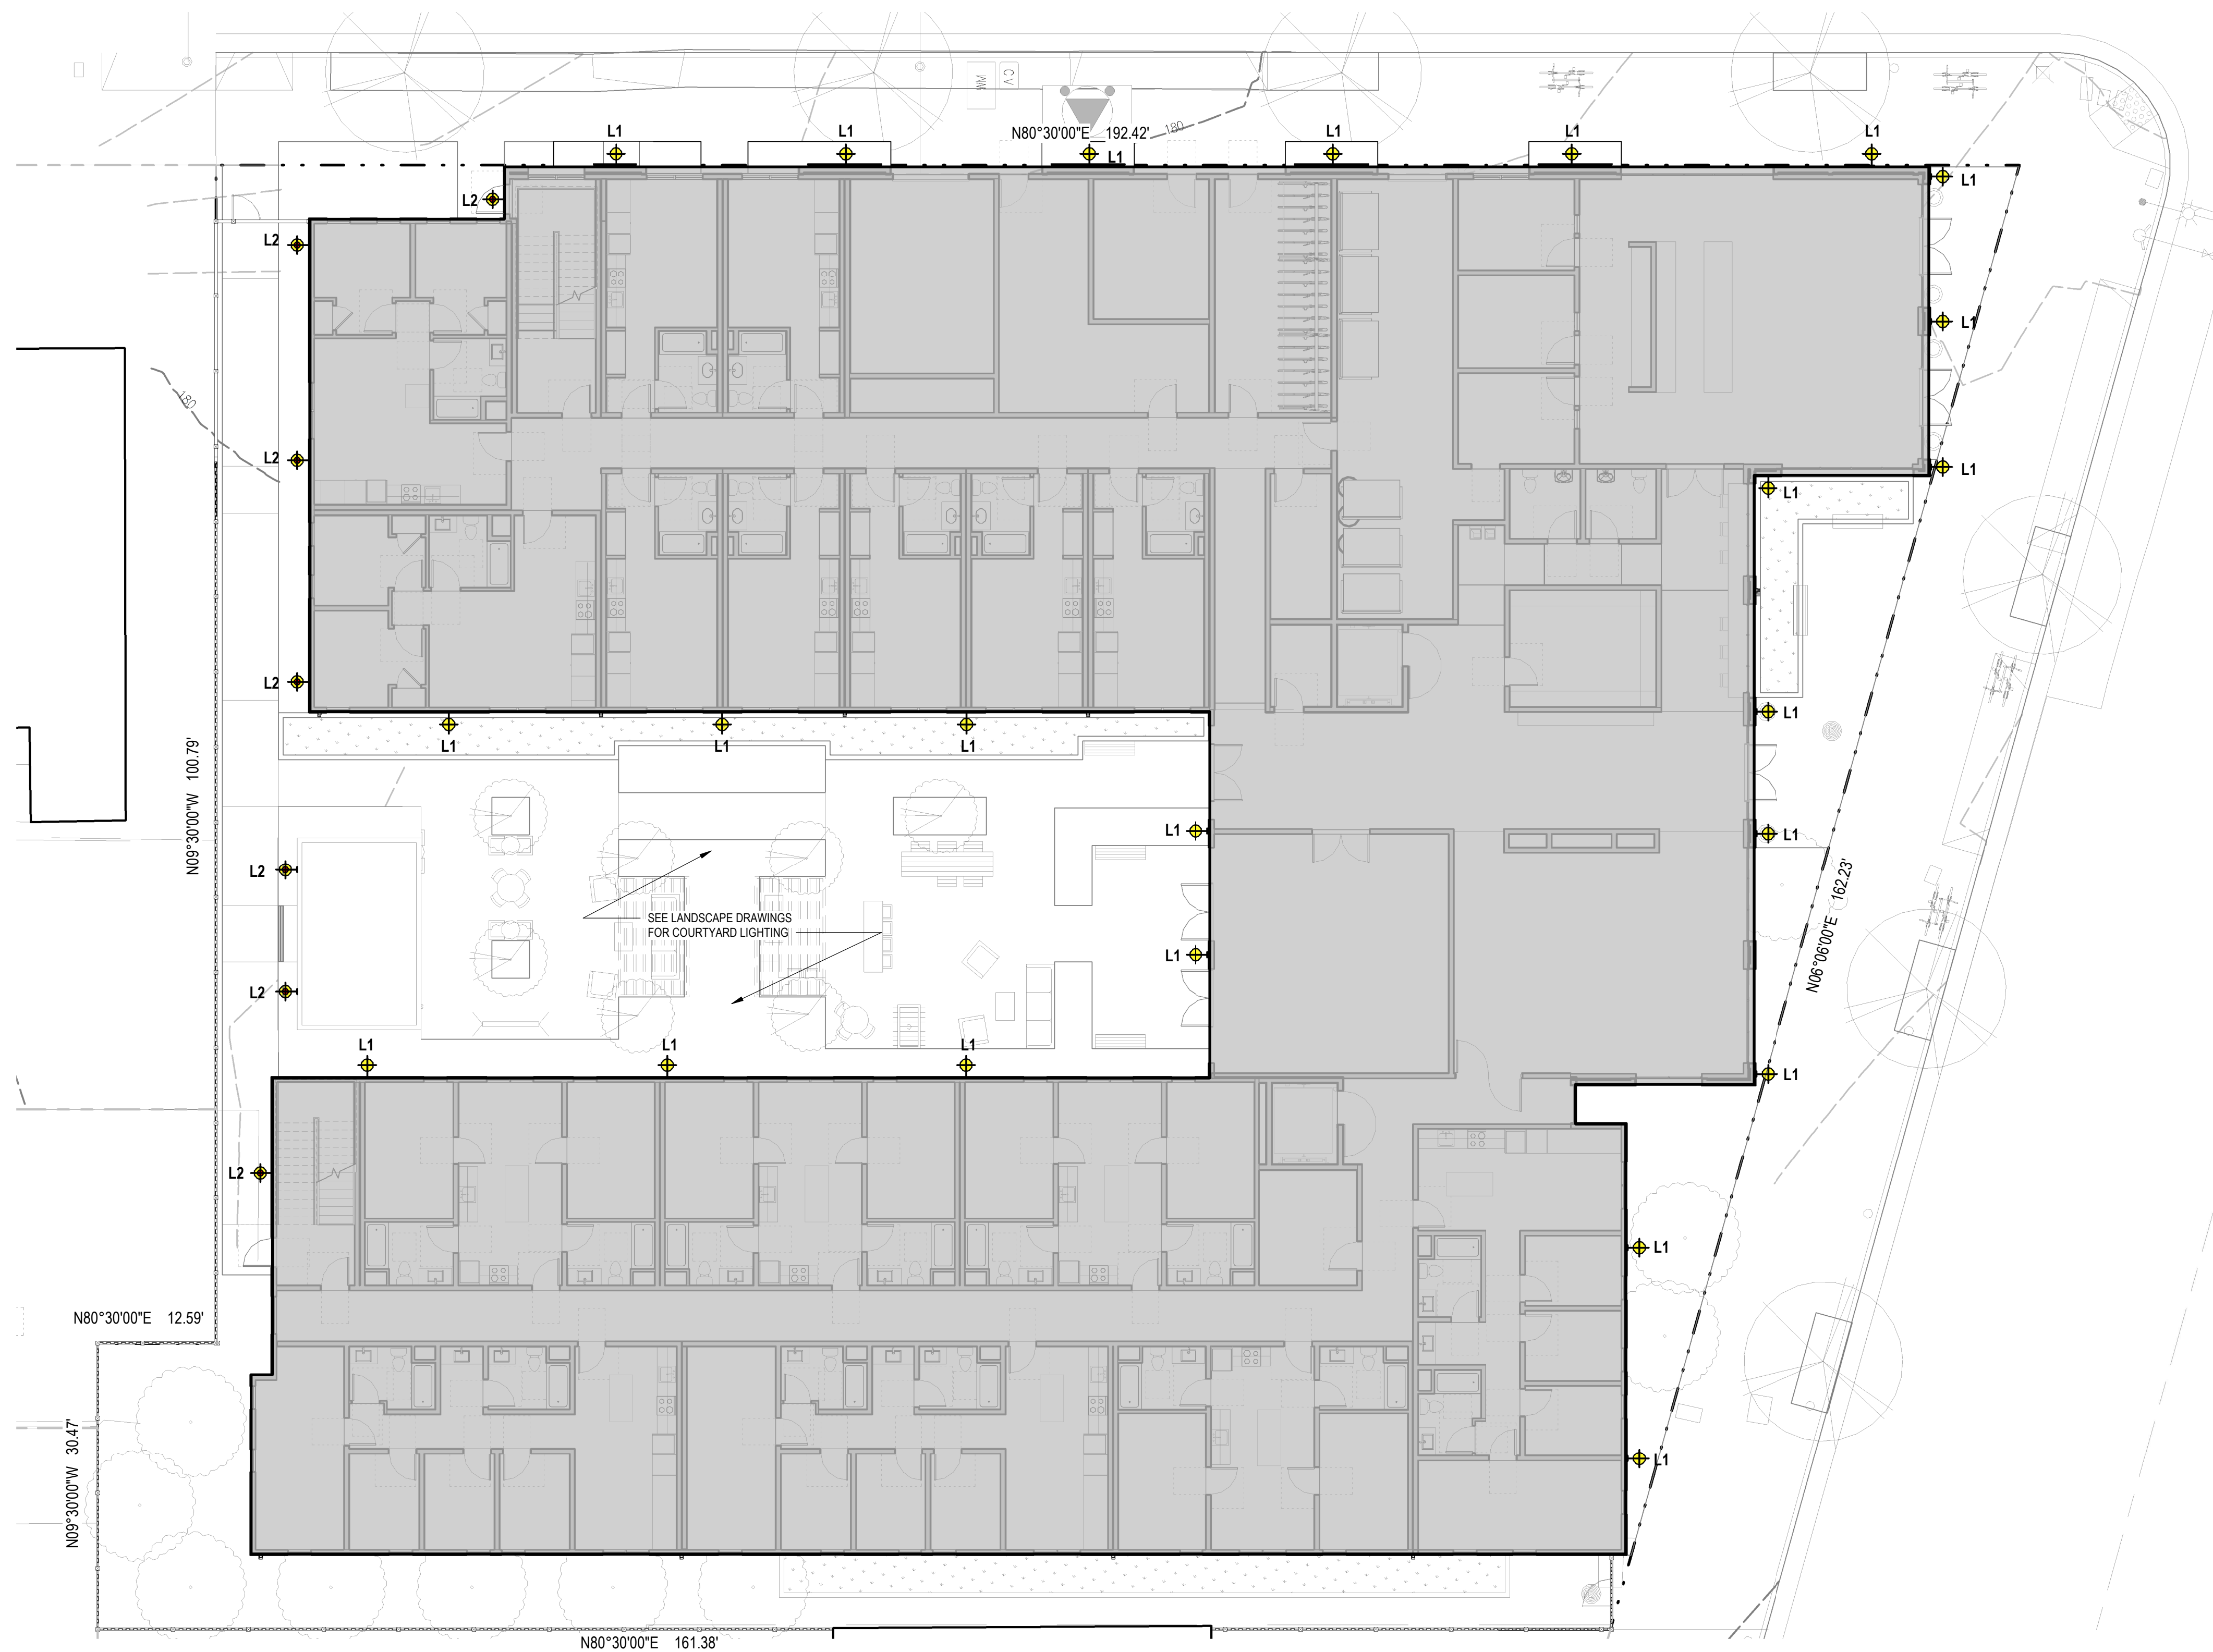 C V
WM
L1
L1
N80°30'00"E 192.42'
180
L1
L1
L1
L1
L1
L2
L1
L2
L1
180
L2
L1
L1
L2
L1
L1
L1
L1
N09°30'00"W 100.79'
L1
L1
L2
SEE LANDSCAPE DRAWINGS
FOR COURTYARD LIGHTING
N06°06'00"E 162.23'
L1
L2
L1
L1
L1
L1
L2
L1
N80°30'00"E 12.59'
N09°30'00"W 30.47'
L1
N80°30'00"E 161.38'